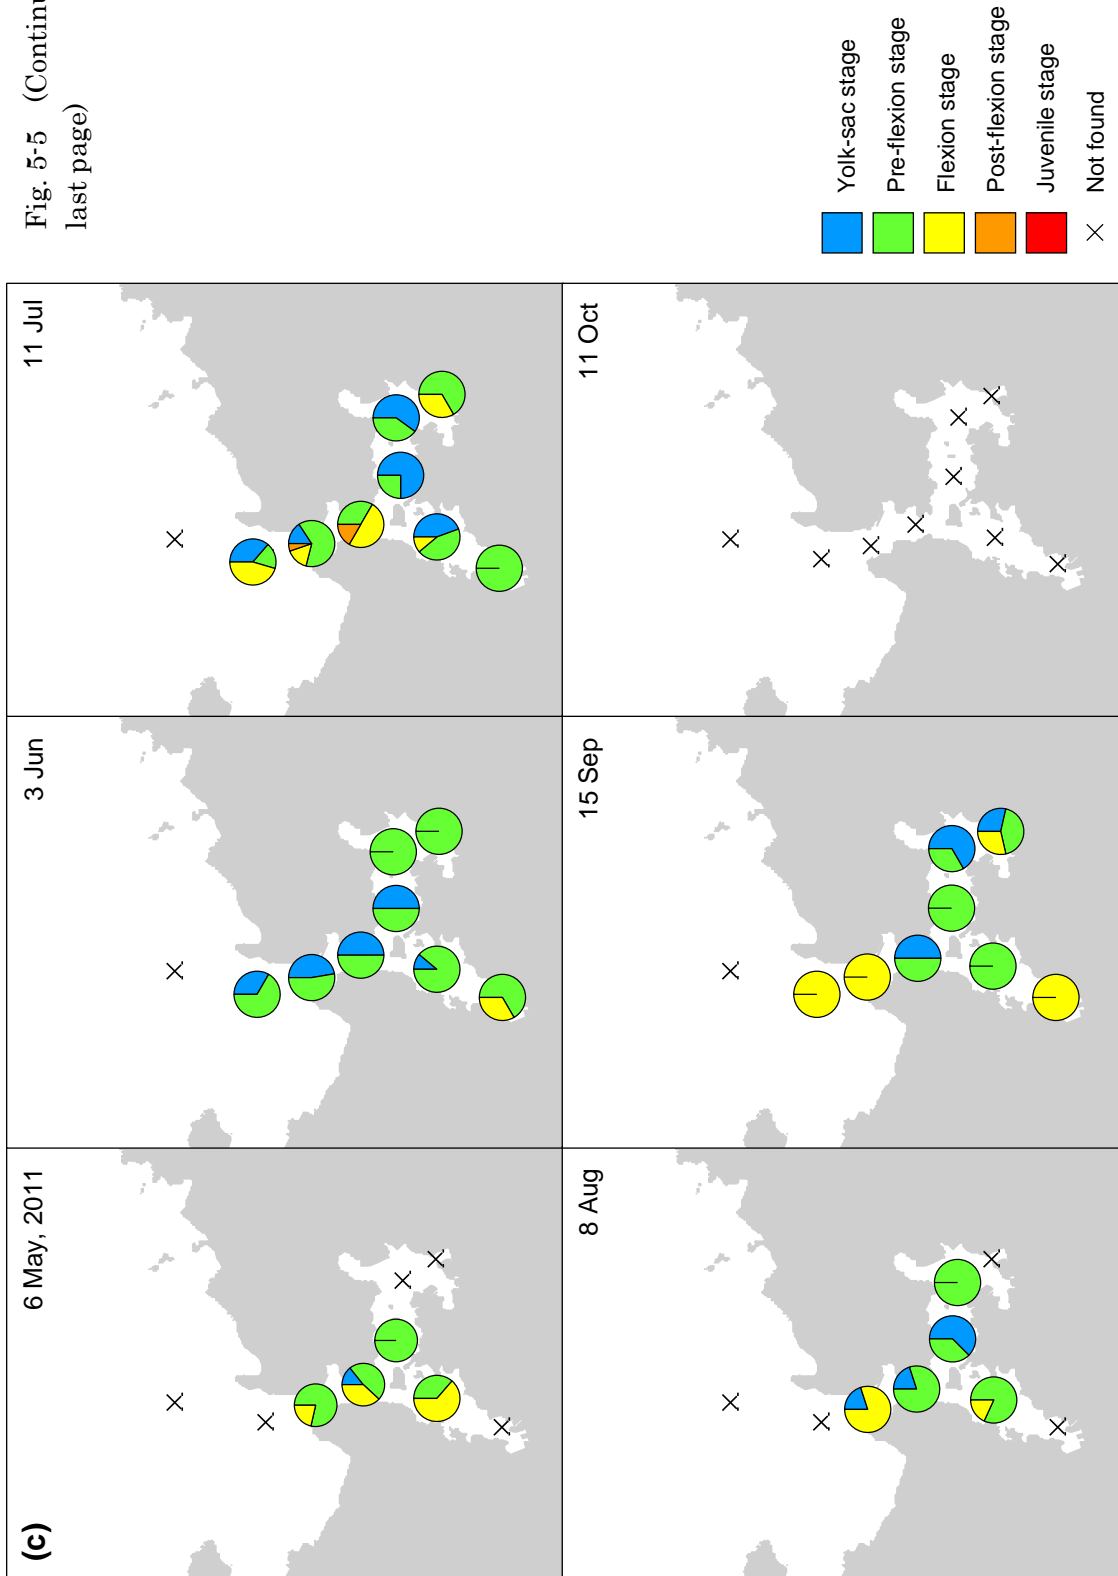 Fig. 5-5 (Continu
last page)
(c)
6 May, 2011
3 Jun
11 Jul
8 Aug
15 Sep
11 Oct
Yolk-sac stage
Pre-flexion stage
Flexion stage
Post-flexion stage
Juvenile stage
Not found